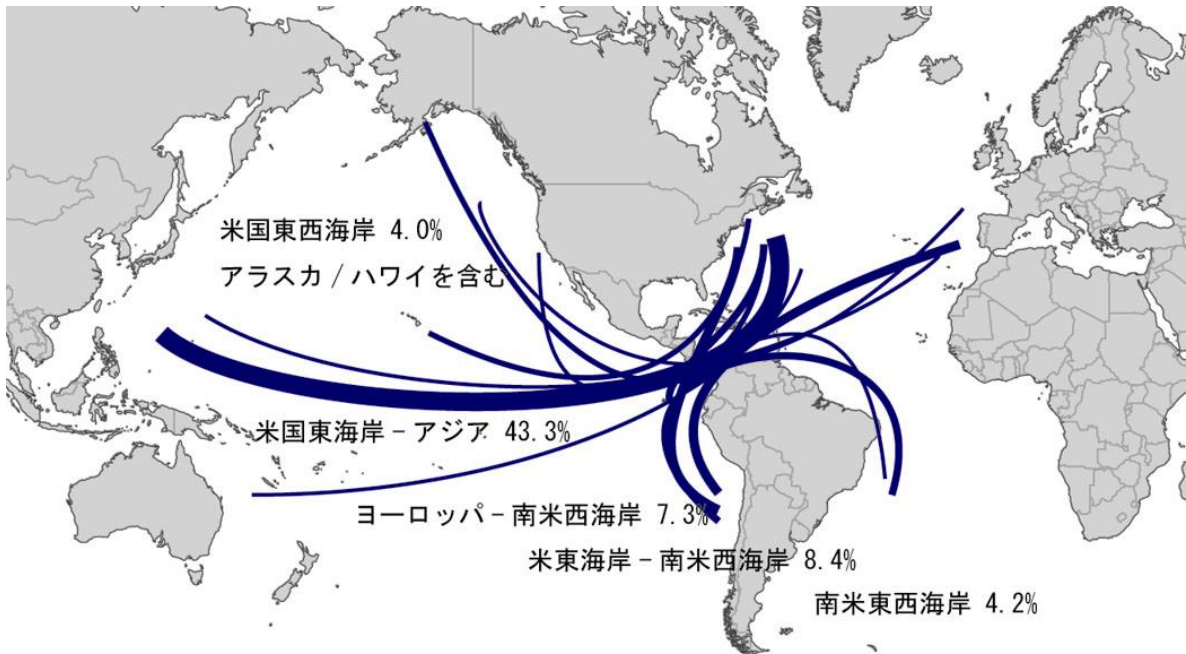 米国東西海岸 4.0%
アラスカ / ハワイを含む
米国東海岸 – アジア 43.3%
ヨーロッパ – 南米西海岸 7.3%
米東海岸 – 南米西海岸 8.4%
南米東西海岸 4.2%